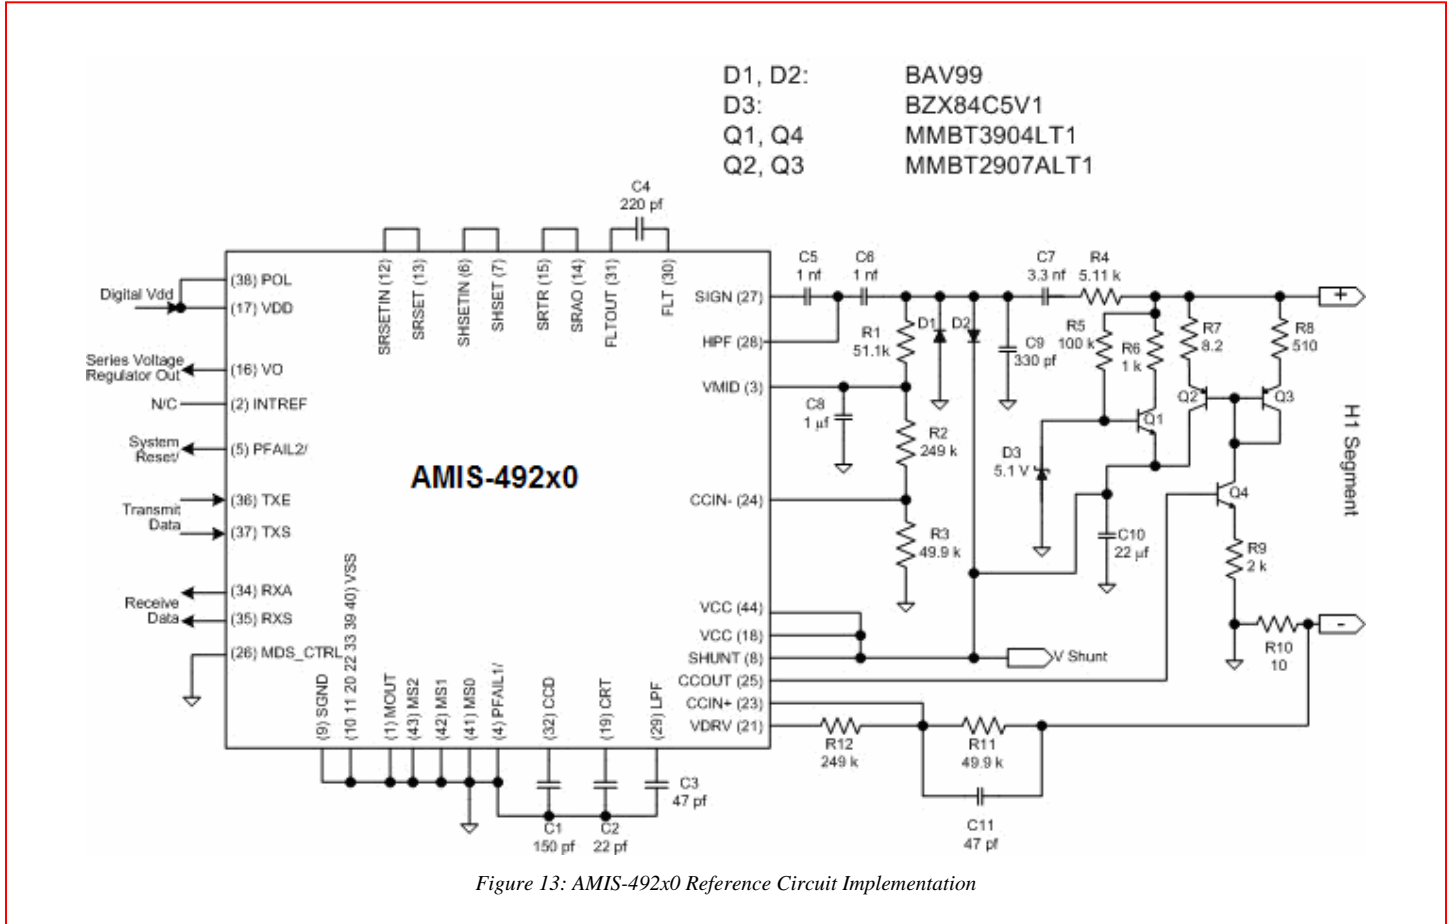 D1, D2: BAV99
D3: BZX84C5V1
Q1, Q4 MMBT3904LT1
Q2, Q3 MMBT2907ALT1
C4
220 pf
SRSETIN (12)
SRSET (13)
SHSETIN (6)
SHSET (7)
SRTR (15)
SRAO (14)
FLTOUT (31)
FLT (30)
Digital Vdd
(38) POL
(17) VDD
Series Voltage
Regulator Out
(16) VO
N/C
(2) INTREF
System
Reset/
(5) PFAIL2/
Transmit
Data
(36) TXE
(37) TXS
Receive
Data
(34) RXA
(35) RXS
(26) MDS_CTRL
AMIS-492x0
(9) SGND
(10 11 20 22 33 39 40) VSS
(1) MOUT
(43) MS2
(42) MS1
(41) MS0
(4) PFAIL1/
(32) CCD
(19) CRT
(29) LPF
SIGN (27)
HPF (28)
VMID (3)
CCIN- (24)
VCC (44)
VCC (18)
SHUNT (8)
CCOUT (25)
CCIN+ (23)
VDRV (21)
C5
1 nf
C6
1 nf
C7
3.3 nf
R4
5.11 k
R1
51.1k
D1
D2
C9
330 pf
R5
100 k
R6
1 k
R7
8.2
R8
510
C8
1 µf
R2
249 k
Q1
Q2
Q3
D3
5.1 V
Q4
R3
49.9 k
C10
22 µf
R9
2 k
R10
10
+
-
H1 Segment
V Shunt
R12
249 k
R11
49.9 k
C11
47 pf
C3
47 pf
C1
150 pf
C2
22 pf
Figure 13: AMIS-492x0 Reference Circuit Implementation